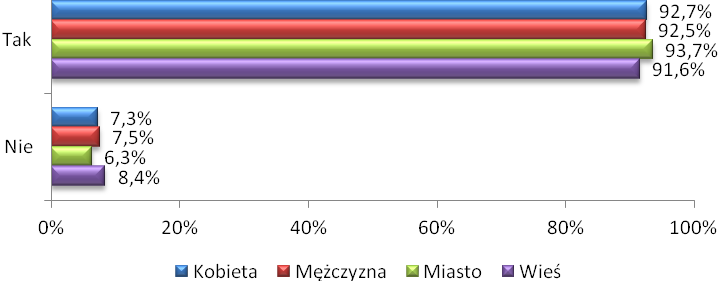 Tak
92,7%
92,5%
93,7%
91,6%
Nie
7,3%
7,5%
6,3%
8,4%
0% 20% 40% 60% 80% 100%
Kobieta Mężczyzna Miasto Wieś